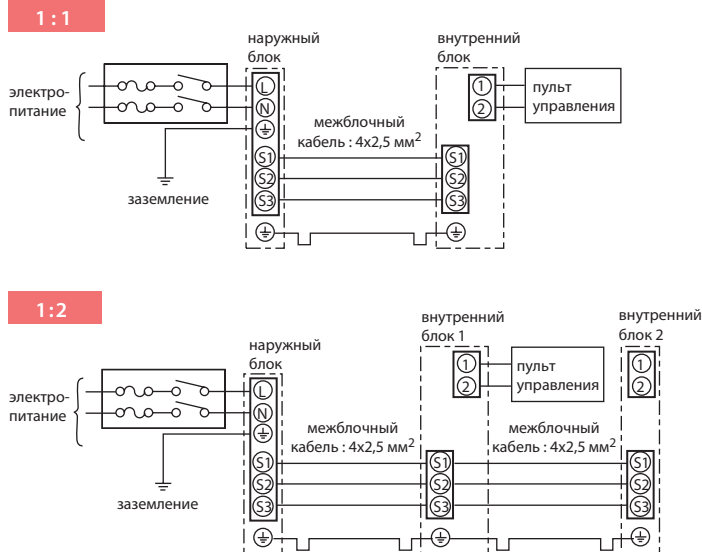 1:1
наружный
блок
внутренний
блок
электро-
питание
L
N
1
2
пульт
управления
межблочный
кабель : 4x2,5 мм²
S1
S2
S3
S1
S2
S3
заземление
1:2
наружный
блок
внутренний
блок 1
внутренний
блок 2
электро-
питание
L
N
1
2
пульт
управления
1
2
межблочный
кабель : 4x2,5 мм²
межблочный
кабель : 4x2,5 мм²
S1
S2
S3
S1
S2
S3
S1
S2
S3
заземление